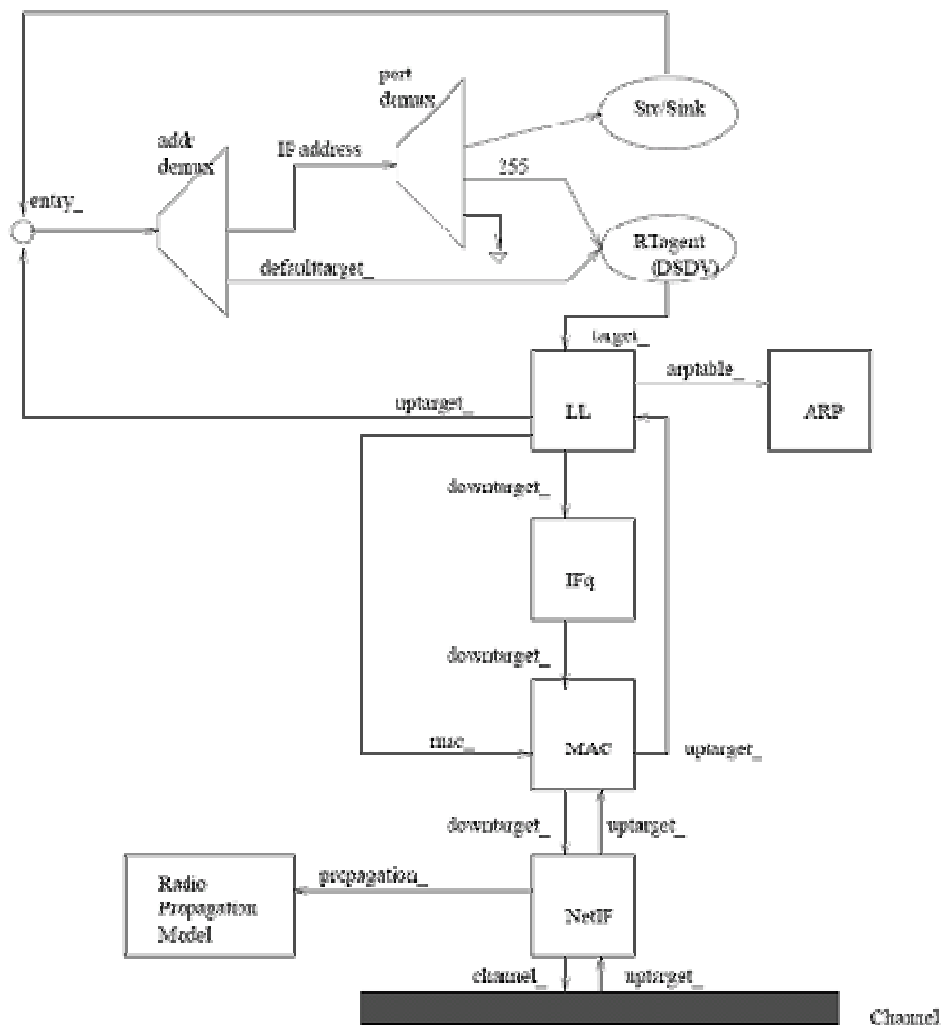 port
demux
Src/Sink
addr
demux
IP address
255
entry_
RTagent
(DSDV)
defaulttarget_
target_
arptable_
uptarget_
LL
ARP
downtarget_
IFq
downtarget_
mac_
MAC
uptarget_
downtarget_
uptarget_
propagation_
Radio
Propagation
Model
NetIF
channel_
uptarget_
Channel